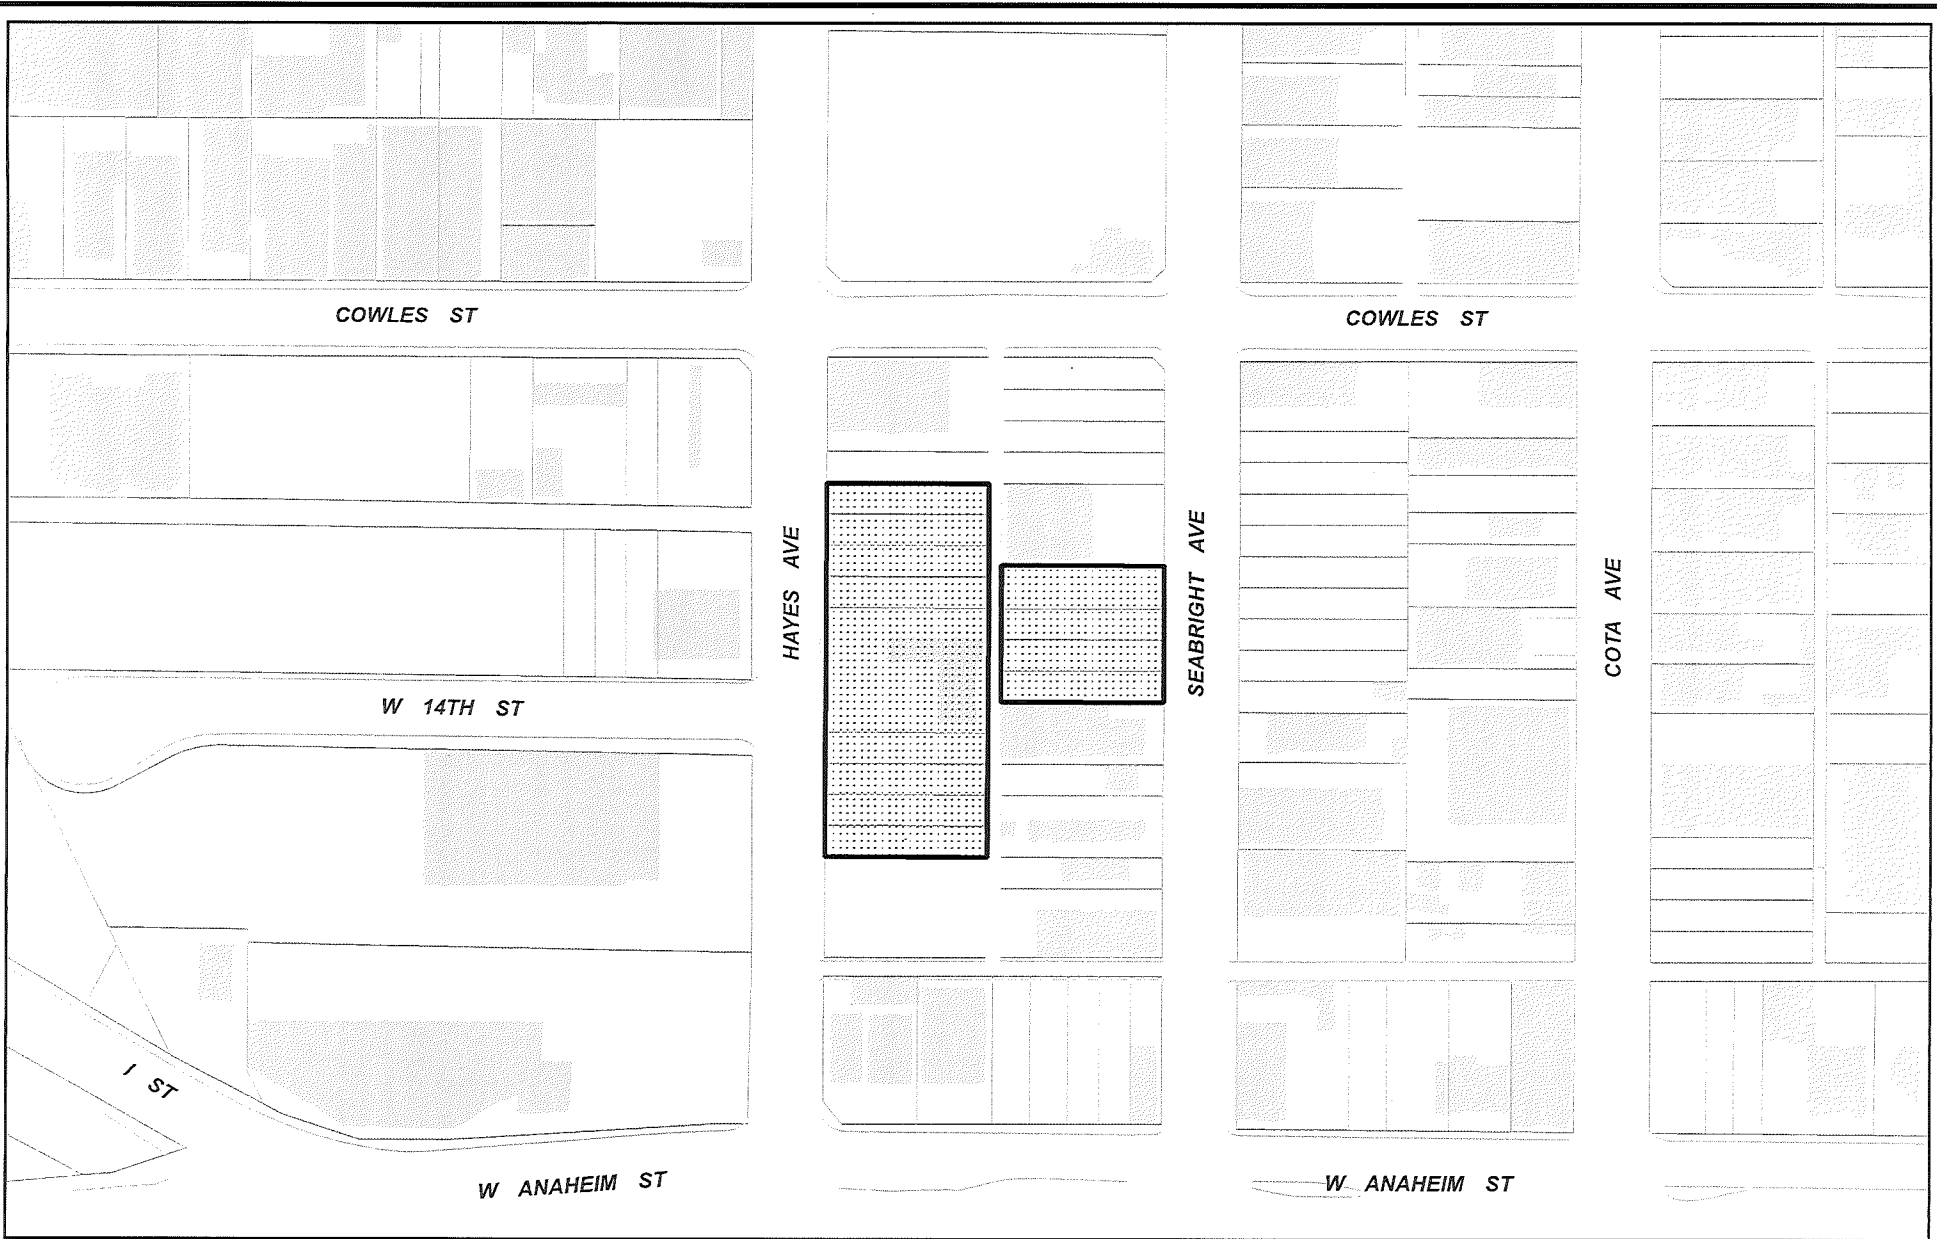 COWLES ST
COWLES ST
HAYES AVE
SEABRIGHT AVE
COTA AVE
W 14TH ST
I ST
W ANAHEIM ST
W ANAHEIM ST